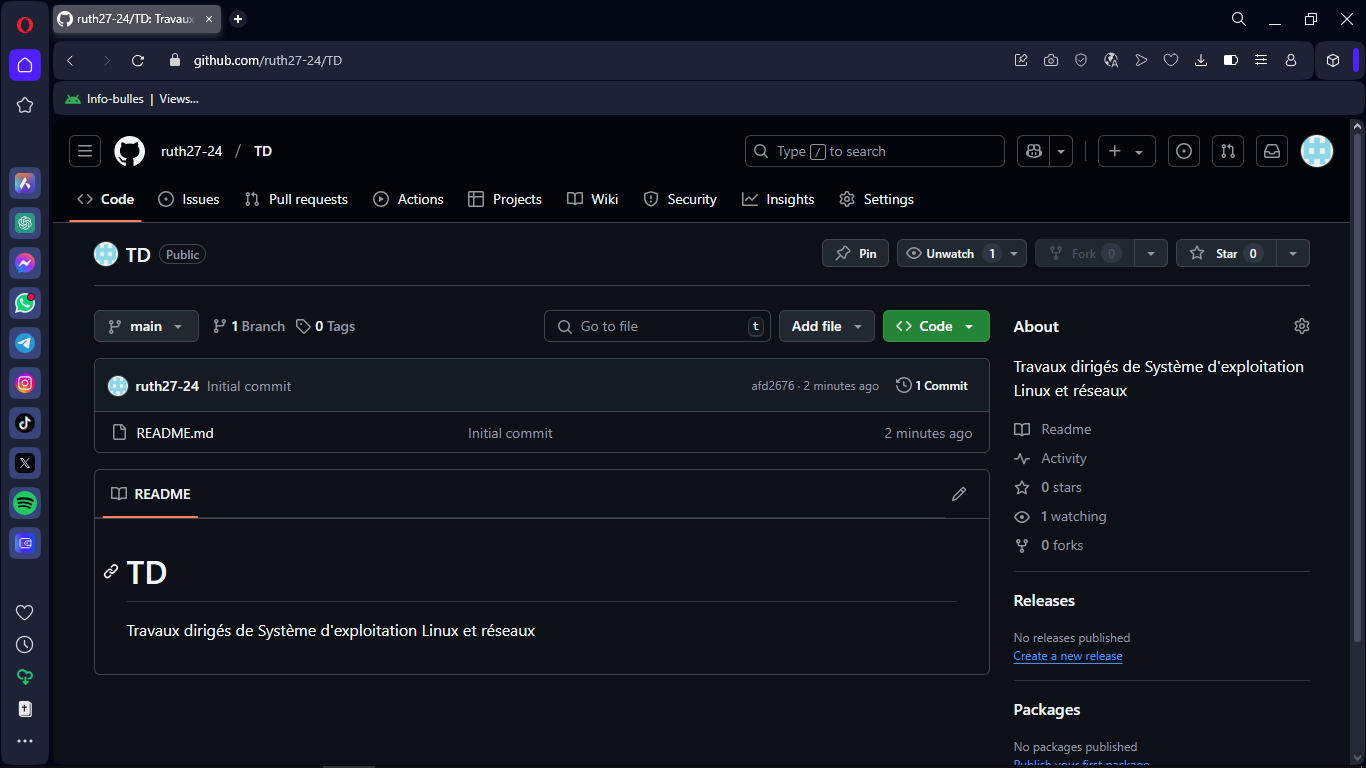 ruth27-24/TD: Travaux
github.com/ruth27-24/TD
Info-bulles | Views...
ruth27-24 / TD
Type / to search
Code Issues Pull requests Actions Projects Wiki Security Insights Settings
TD Public
Pin Unwatch 1 Fork 0 Star 0
main 1 Branch 0 Tags
Go to file t Add file Code
ruth27-24 Initial commit afd2676 · 2 minutes ago 1 Commit
README.md Initial commit 2 minutes ago
README
TD
Travaux dirigés de Système d'exploitation Linux et réseaux
About
Travaux dirigés de Système d'exploitation
Linux et réseaux
Readme
Activity
0 stars
1 watching
0 forks
Releases
No releases published
Create a new release
Packages
No packages published
Publish your first package